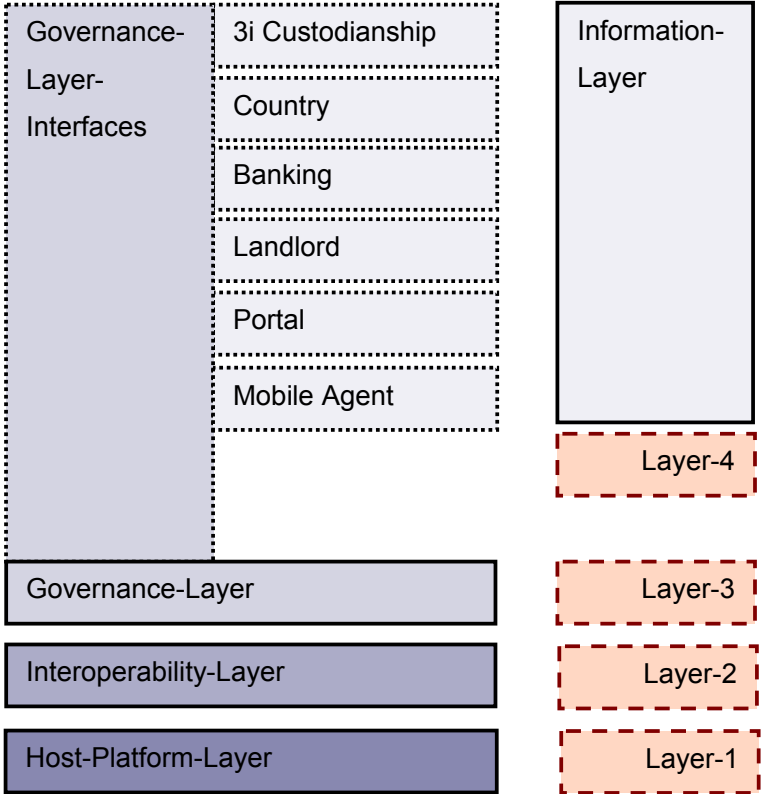 Governance-
Layer-
Interfaces
3i Custodianship
Country
Banking
Landlord
Portal
Mobile Agent
Information-
Layer
Layer-4
Governance-Layer
Layer-3
Interoperability-Layer
Layer-2
Host-Platform-Layer
Layer-1